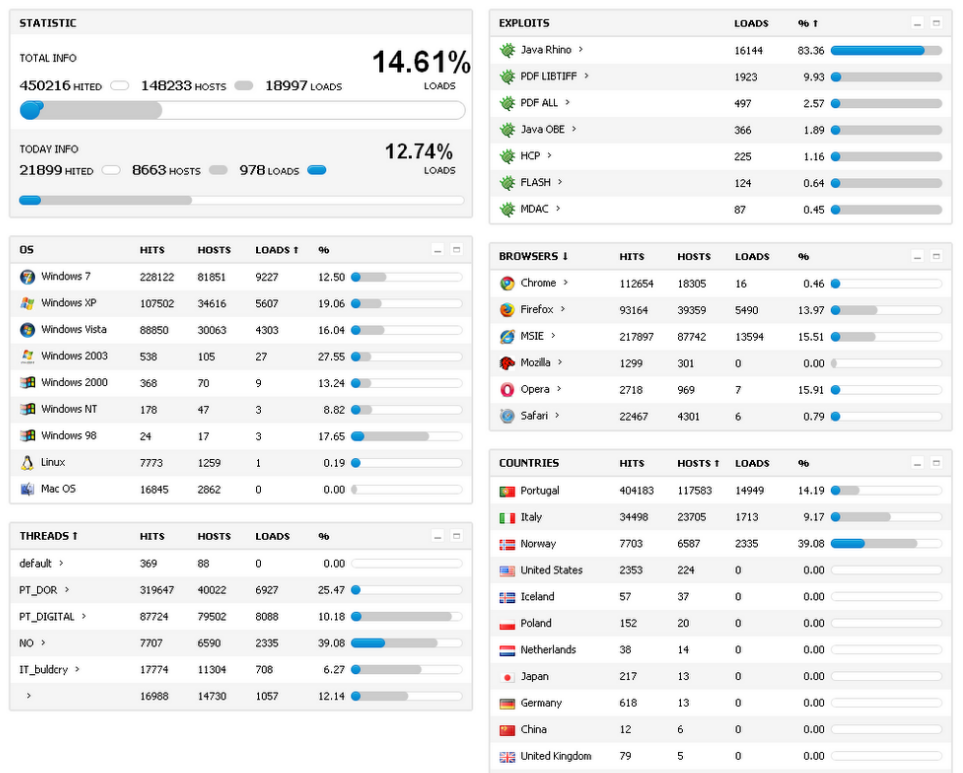 STATISTIC
TOTAL INFO
14.61%
450216 HITED 148233 HOSTS 18997 LOADS
LOADS
TODAY INFO
12.74%
21899 HITED 8663 HOSTS 978 LOADS
LOADS
OS HITS HOSTS LOADS ↑ %
Windows 7 228122 81851 9227 12.50
Windows XP 107502 34616 5607 19.06
Windows Vista 88850 30063 4303 16.04
Windows 2003 538 105 27 27.55
Windows 2000 368 70 9 13.24
Windows NT 178 47 3 8.82
Windows 98 24 17 3 17.65
Linux 7773 1259 1 0.19
Mac OS 16845 2862 0 0.00
THREADS ↑ HITS HOSTS LOADS %
default > 369 88 0 0.00
PT_DOR > 319647 40022 6927 25.47
PT_DIGITAL > 87724 79502 8088 10.18
NO > 7707 6590 2335 39.08
IT_buldcry > 17774 11304 708 6.27
> 16988 14730 1057 12.14
EXPLOITS LOADS % ↑
Java Rhino > 16144 83.36
PDF LIBTIFF > 1923 9.93
PDF ALL > 497 2.57
Java OBE > 366 1.89
HCP > 225 1.16
FLASH > 124 0.64
MDAC > 87 0.45
BROWSERS ↓ HITS HOSTS LOADS %
Chrome > 112654 18305 16 0.46
Firefox > 93164 39359 5490 13.97
MSIE > 217897 87742 13594 15.51
Mozilla > 1299 301 0 0.00
Opera > 2718 969 7 15.91
Safari > 22467 4301 6 0.79
COUNTRIES HITS HOSTS ↑ LOADS %
Portugal 404183 117583 14949 14.19
Italy 34498 23705 1713 9.17
Norway 7703 6587 2335 39.08
United States 2353 224 0 0.00
Iceland 57 37 0 0.00
Poland 152 20 0 0.00
Netherlands 38 14 0 0.00
Japan 217 13 0 0.00
Germany 618 13 0 0.00
China 12 6 0 0.00
United Kingdom 79 5 0 0.00